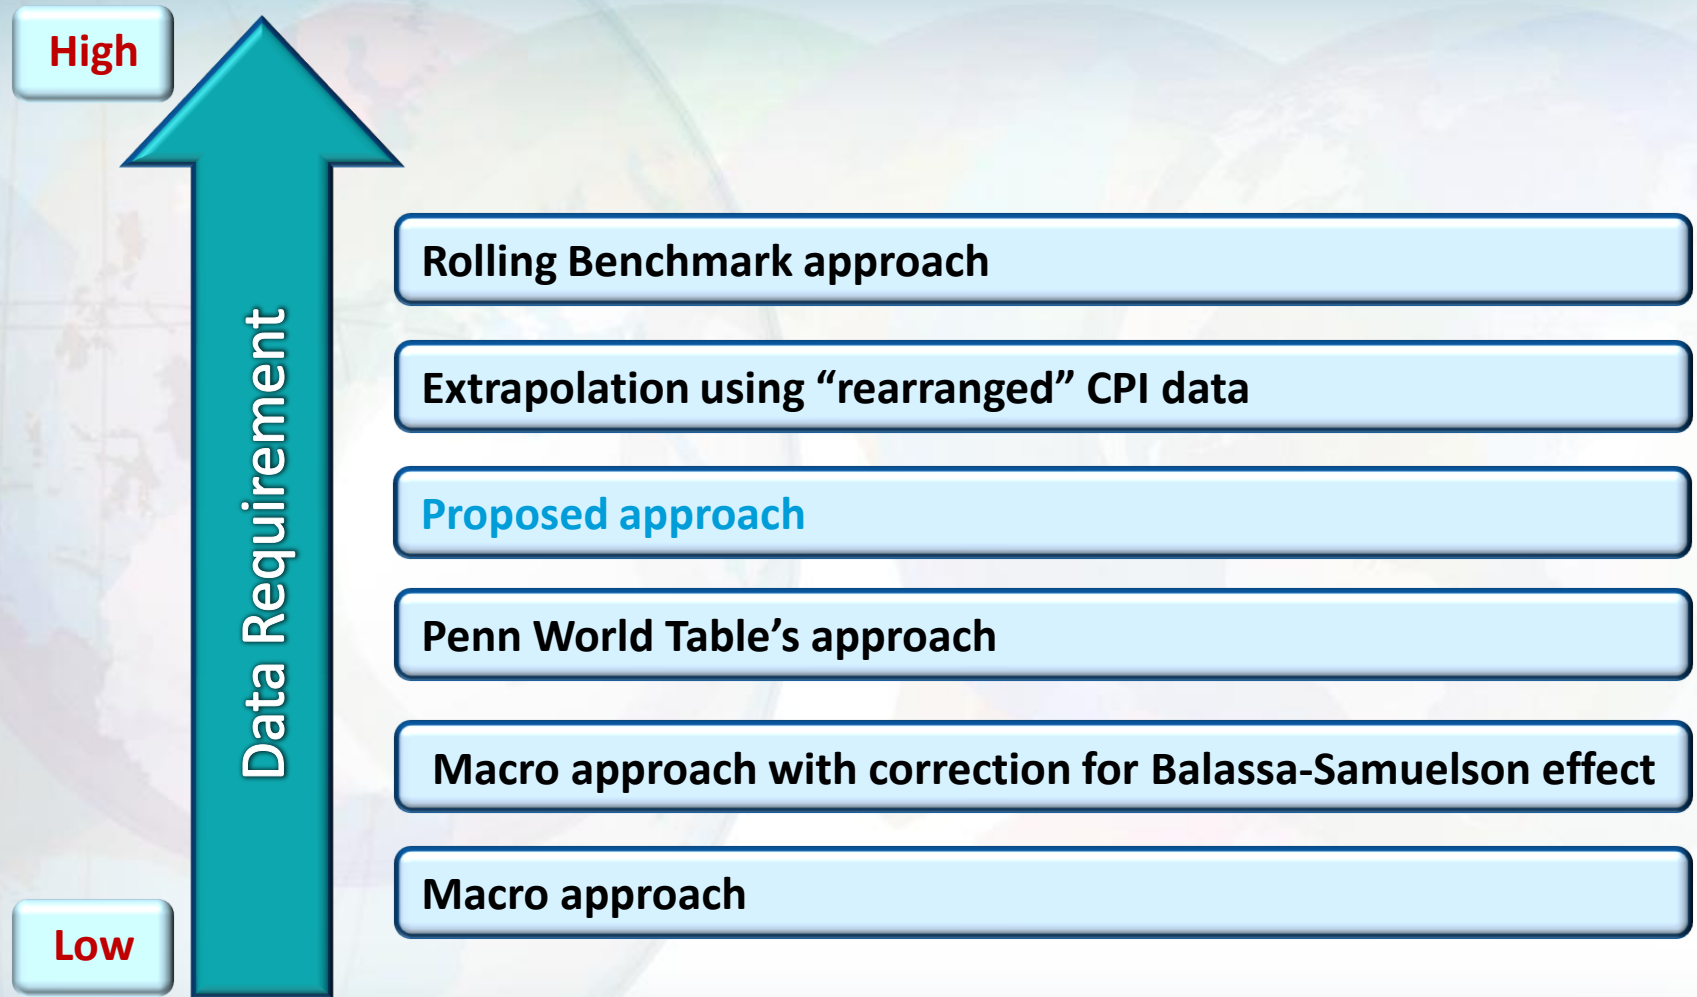 High
Data Requirement
Rolling Benchmark approach
Extrapolation using “rearranged” CPI data
Proposed approach
Penn World Table’s approach
Macro approach with correction for Balassa-Samuelson effect
Macro approach
Low